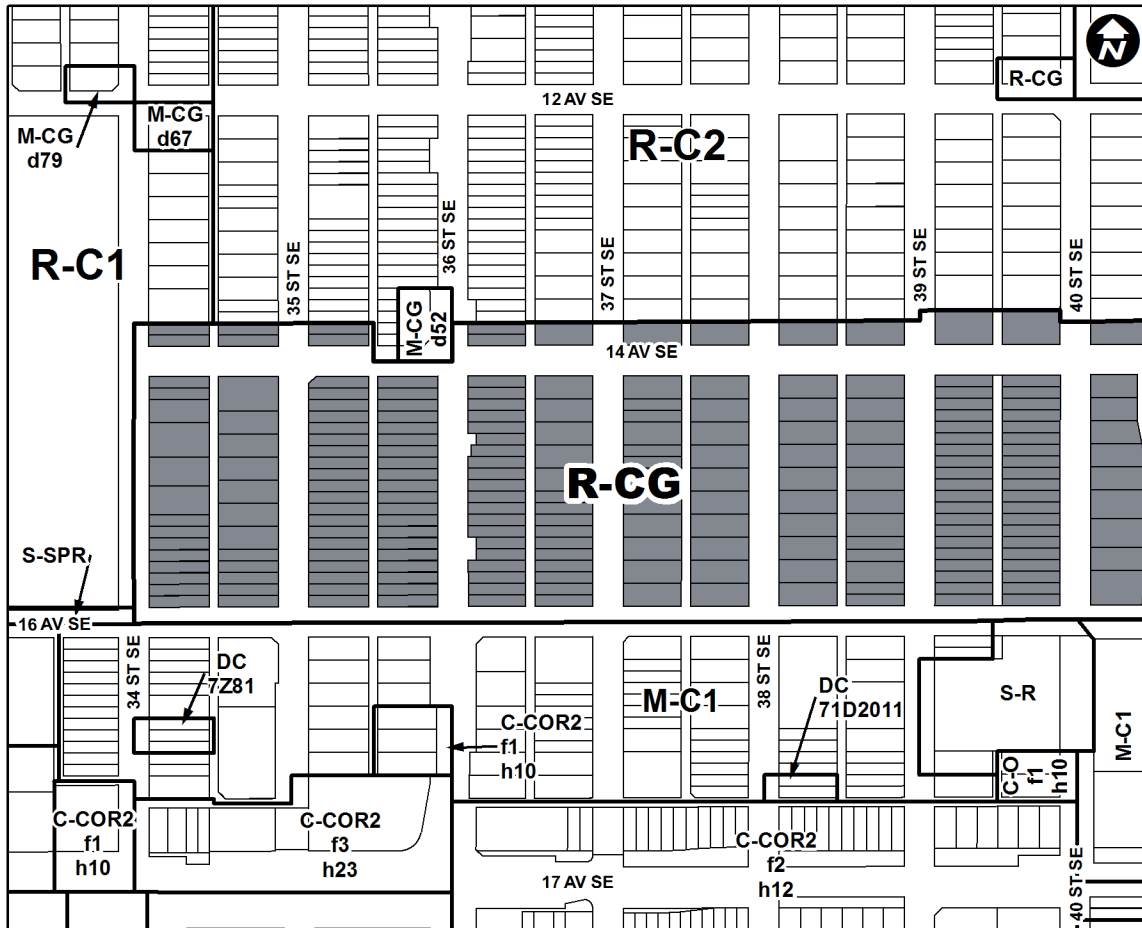 N
R-CG
12 AV SE
M-CG
d79
M-CG
d67
R-C2
R-C1
35 ST SE
36 ST SE
37 ST SE
39 ST SE
40 ST SE
M-CG
d52
14 AV SE
R-CG
S-SPR
16 AV SE
34 ST SE
DC
7Z81
38 ST SE
M-C1
DC
71D2011
S-R
M-C1
C-COR2
f1
h10
C-O
f1
h10
C-COR2
f1
h10
C-COR2
f3
h23
C-COR2
f2
h12
17 AV SE
40 ST SE